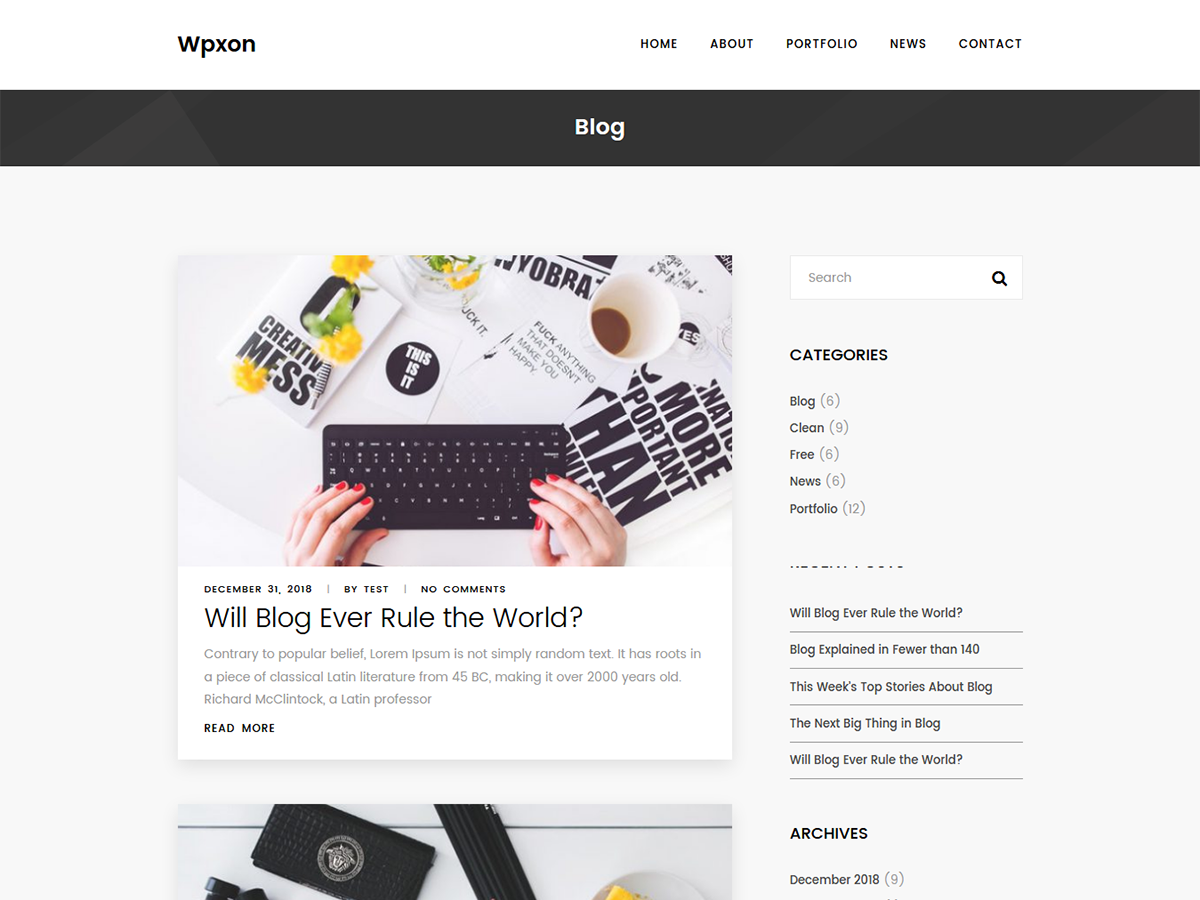 Wpxon
HOME ABOUT PORTFOLIO NEWS CONTACT
Blog
CREATIVE
MESS
THIS
IS
IT
FUCK ANYTHING
THAT DOESN'T
MAKE YOU
HAPPY.
YES
MORE
THAN
DECEMBER 31, 2018 | BY TEST | NO COMMENTS
Will Blog Ever Rule the World?
Contrary to popular belief, Lorem Ipsum is not simply random text. It has roots in
a piece of classical Latin literature from 45 BC, making it over 2000 years old.
Richard McClintock, a Latin professor
READ MORE
Search
CATEGORIES
Blog (6)
Clean (9)
Free (6)
News (6)
Portfolio (12)
Will Blog Ever Rule the World?
Blog Explained in Fewer than 140
This Week's Top Stories About Blog
The Next Big Thing in Blog
Will Blog Ever Rule the World?
ARCHIVES
December 2018 (9)